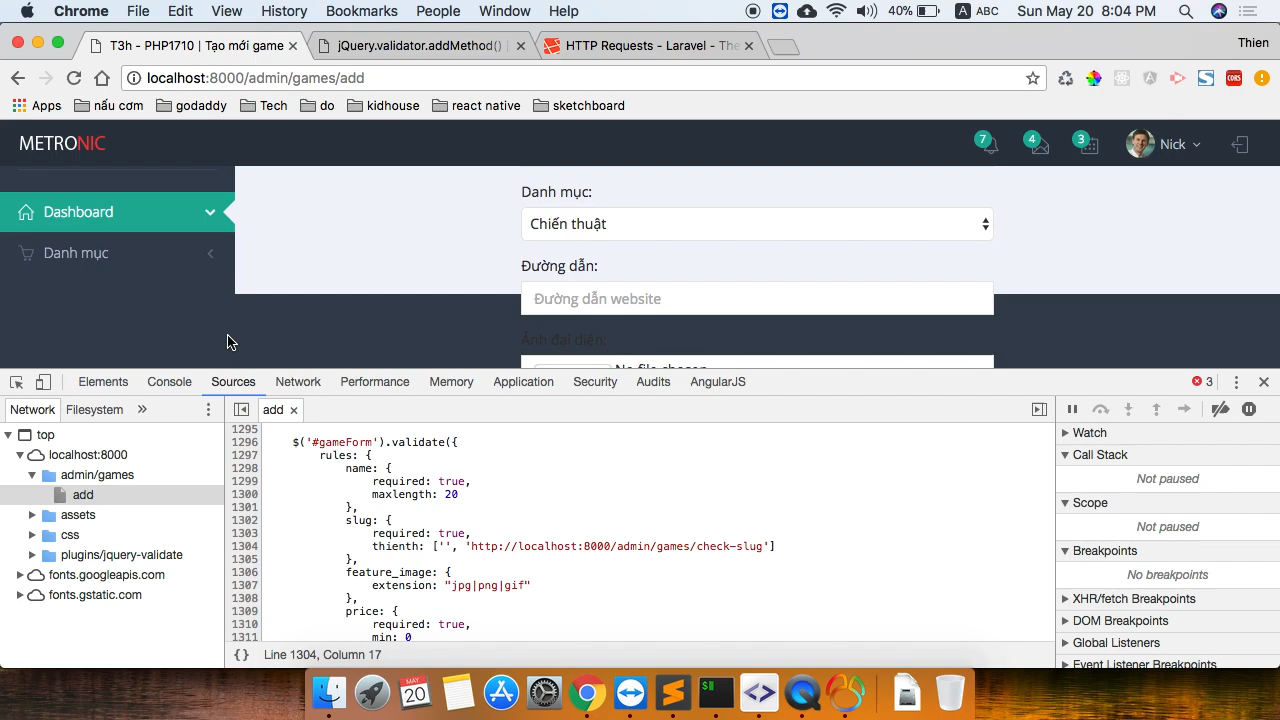 Chrome File Edit View History Bookmarks People Window Help 40% A ABC Sun May 20 8:04 PM
T3h - PHP1710 | Tạo mới game jQuery.validator.addMethod() | HTTP Requests - Laravel - The Thien
localhost:8000/admin/games/add
Apps nấu cơm godaddy Tech do kidhouse react native sketchboard
METRONIC 7 4 3 Nick
Danh mục:
Dashboard
Chiến thuật
Danh mục
Đường dẫn:
Đường dẫn website
Ảnh đại diện:
No file chosen
Elements Console Sources Network Performance Memory Application Security Audits AngularJS 3
Network Filesystem » add
top
localhost:8000
admin/games
add
assets
css
plugins/jquery-validate
fonts.googleapis.com
fonts.gstatic.com
1295
1296 $('#gameForm').validate({
1297 rules: {
1298 name: {
1299 required: true,
1300 maxlength: 20
1301 },
1302 slug: {
1303 required: true,
1304 thienth: ['', 'http://localhost:8000/admin/games/check-slug']
1305 },
1306 feature_image: {
1307 extension: "jpg|png|gif"
1308 },
1309 price: {
1310 required: true,
1311 min: 0
{} Line 1304, Column 17
Watch
Call Stack
Not paused
Scope
Not paused
Breakpoints
No breakpoints
XHR/fetch Breakpoints
DOM Breakpoints
Global Listeners
Event Listener Breakpoints
MAY
20